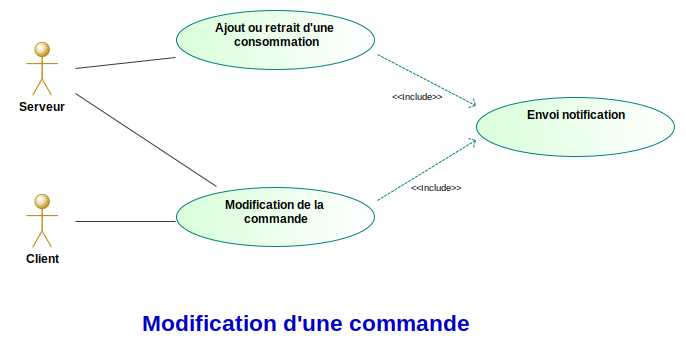 Ajout ou retrait d'une
consommation
Serveur
<<Include>>
Envoi notification
<<Include>>
Modification de la
commande
Client
Modification d'une commande